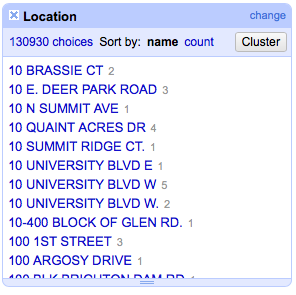 Location change
130930 choices Sort by: name count Cluster
10 BRASSIE CT 2
10 E. DEER PARK ROAD 3
10 N SUMMIT AVE 1
10 QUAINT ACRES DR 4
10 SUMMIT RIDGE CT. 1
10 UNIVERSITY BLVD E 1
10 UNIVERSITY BLVD W 5
10 UNIVERSITY BLVD W. 2
10-400 BLOCK OF GLEN RD. 1
100 1ST STREET 3
100 ARGOSY DRIVE 1
100 BLK BRIGHTON DAM RD 1